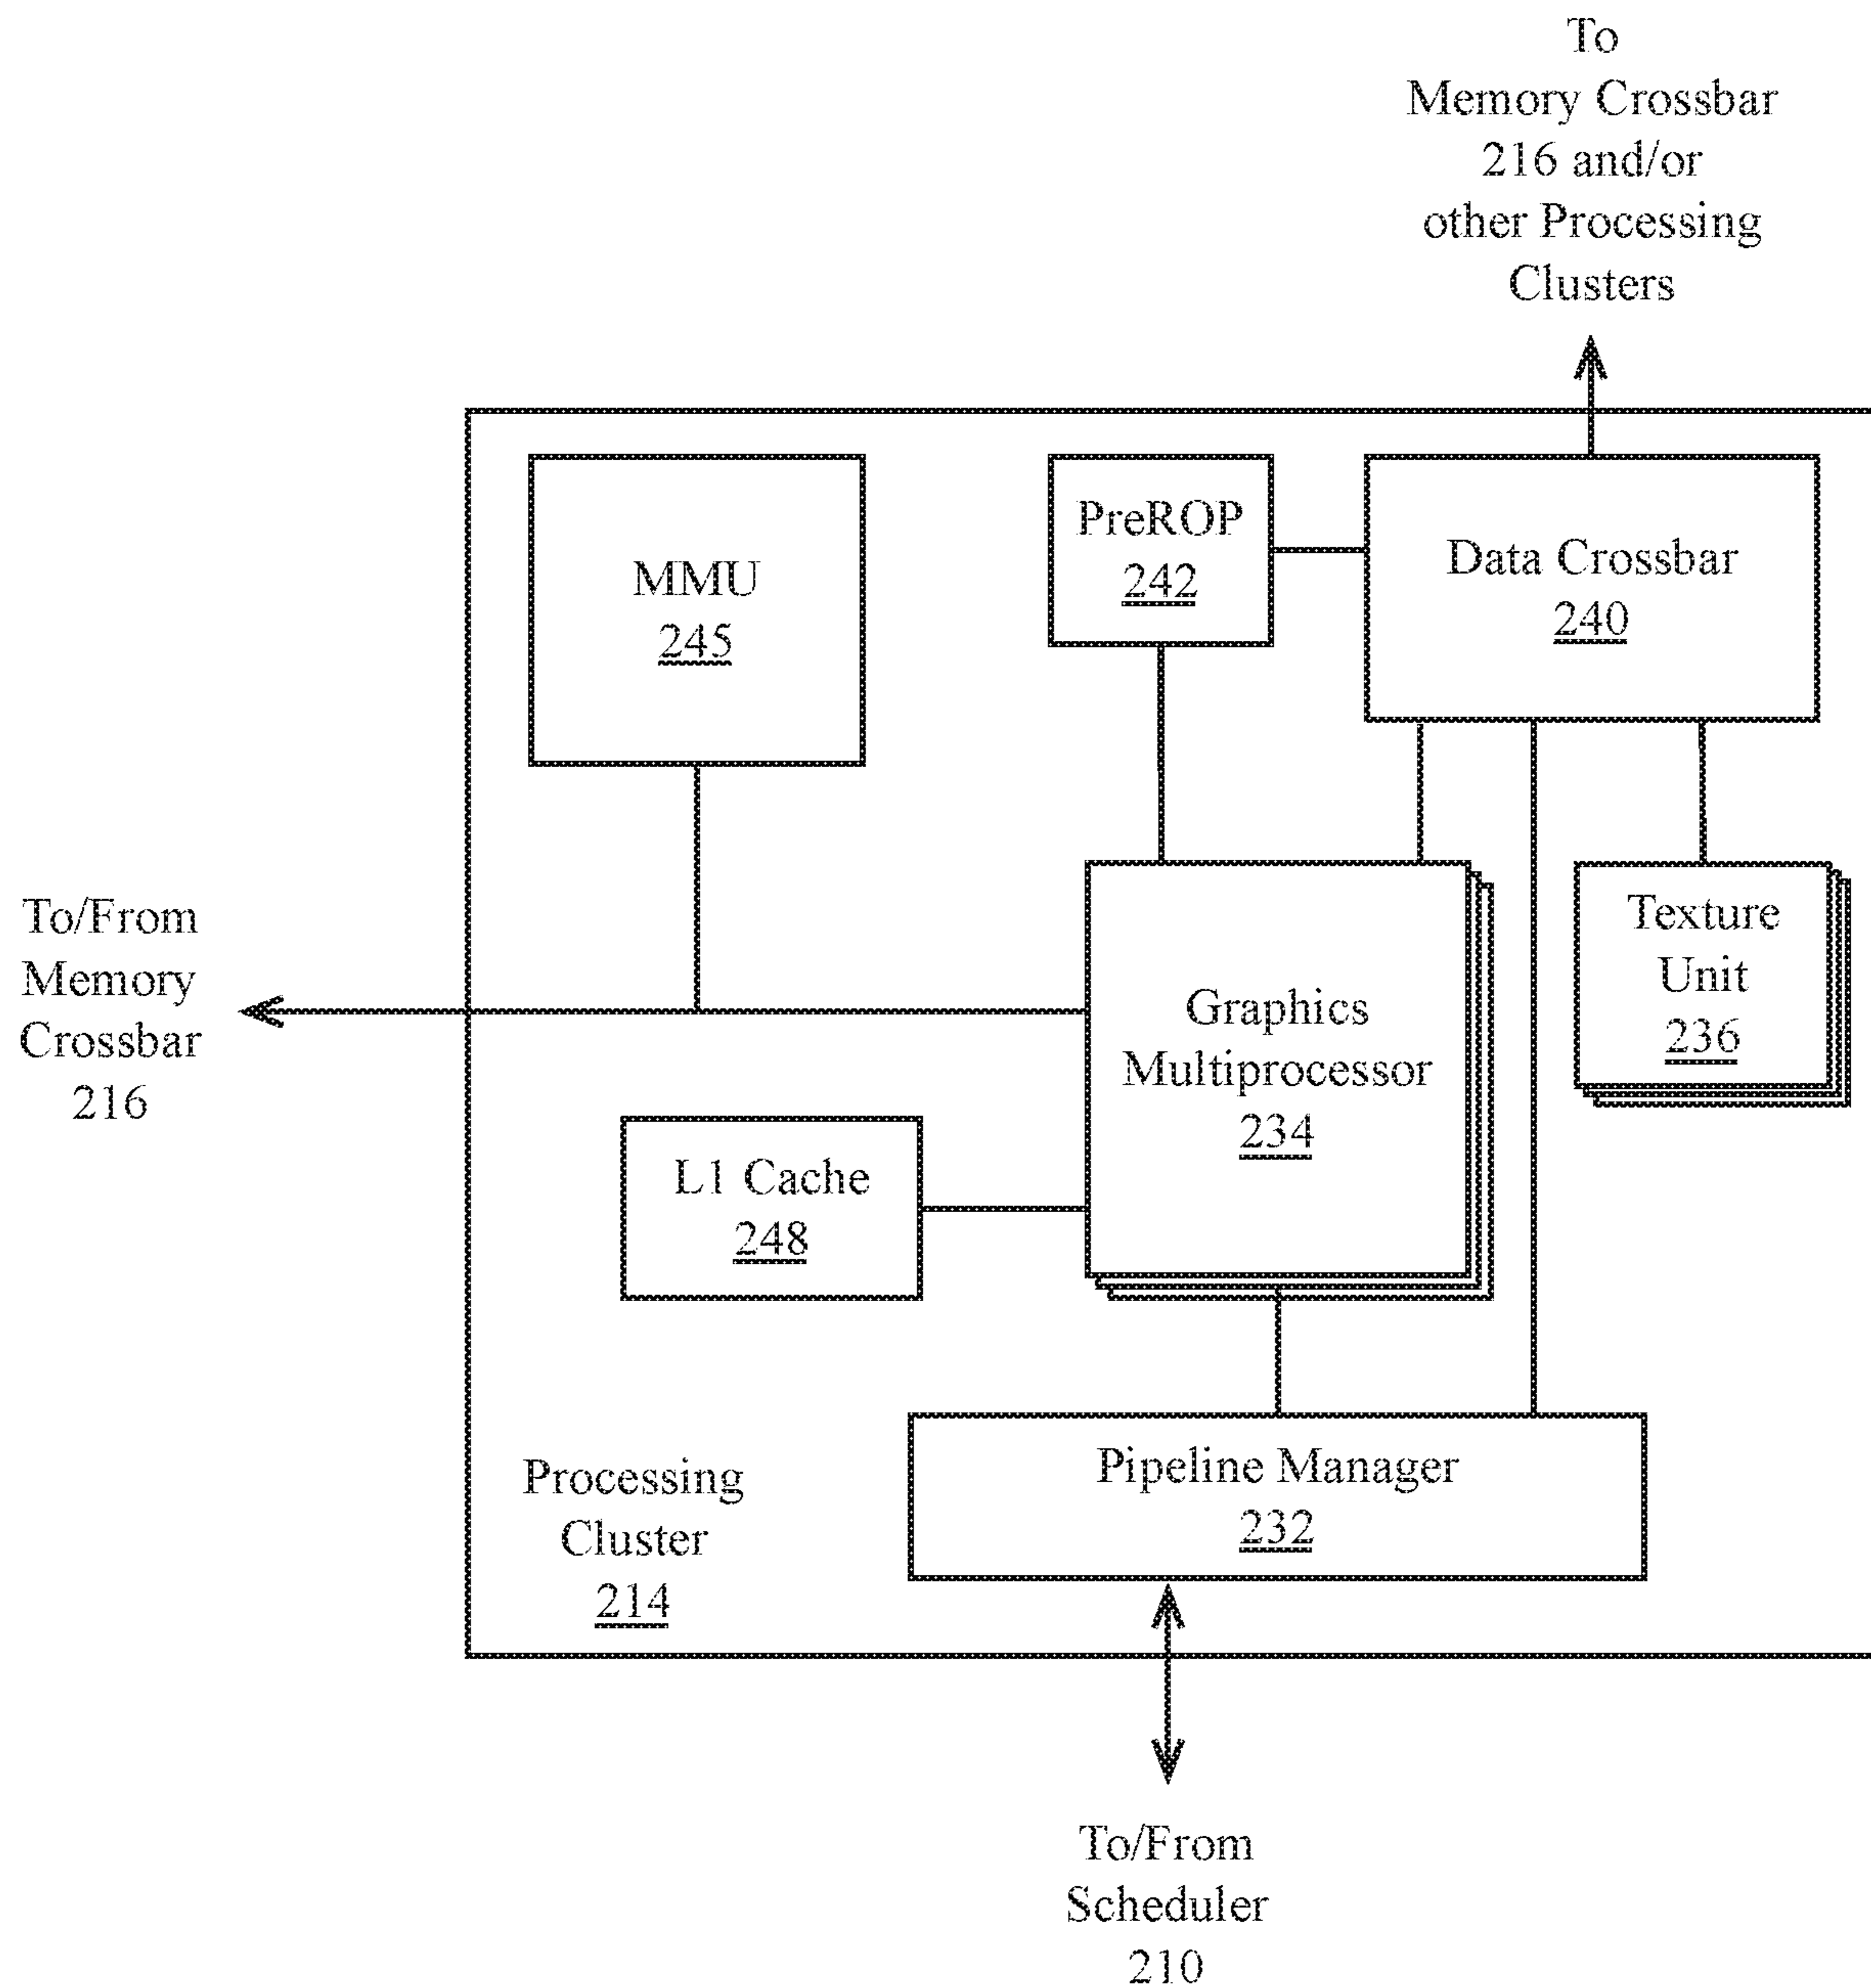 To
Memory Crossbar
216 and/or
other Processing
Clusters
MMU
245
PreROP
242
Data Crossbar
240
To/From
Memory
Crossbar
216
Graphics
Multiprocessor
234
Texture
Unit
236
L1 Cache
248
Processing
Cluster
214
Pipeline Manager
232
To/From
Scheduler
210